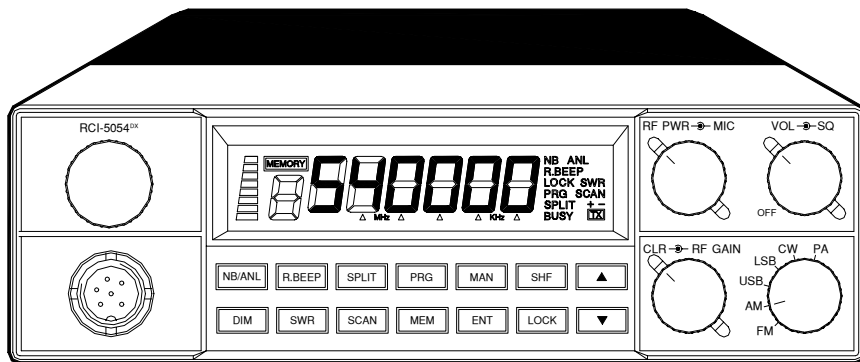 RCI-5054DX
MEMORY
540000
MHz
KHz
NB ANL
R.BEEP
LOCK SWR
PRG SCAN
SPLIT + -
BUSY TX
RF PWR MIC
VOL SQ
OFF
NB/ANL R.BEEP SPLIT PRG MAN SHF ▲
DIM SWR SCAN MEM ENT LOCK ▼
CLR RF GAIN
CW PA
LSB
USB
AM
FM